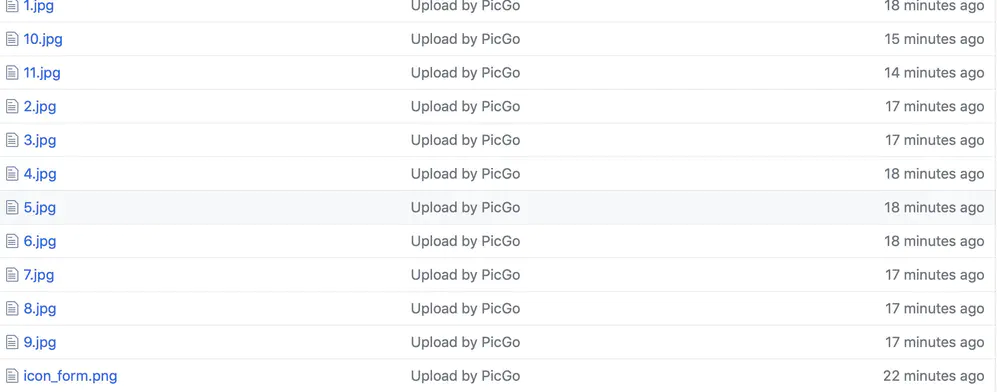 1.jpg Upload by PicGo 18 minutes ago
10.jpg Upload by PicGo 15 minutes ago
11.jpg Upload by PicGo 14 minutes ago
2.jpg Upload by PicGo 17 minutes ago
3.jpg Upload by PicGo 17 minutes ago
4.jpg Upload by PicGo 18 minutes ago
5.jpg Upload by PicGo 18 minutes ago
6.jpg Upload by PicGo 18 minutes ago
7.jpg Upload by PicGo 17 minutes ago
8.jpg Upload by PicGo 17 minutes ago
9.jpg Upload by PicGo 17 minutes ago
icon_form.png Upload by PicGo 22 minutes ago